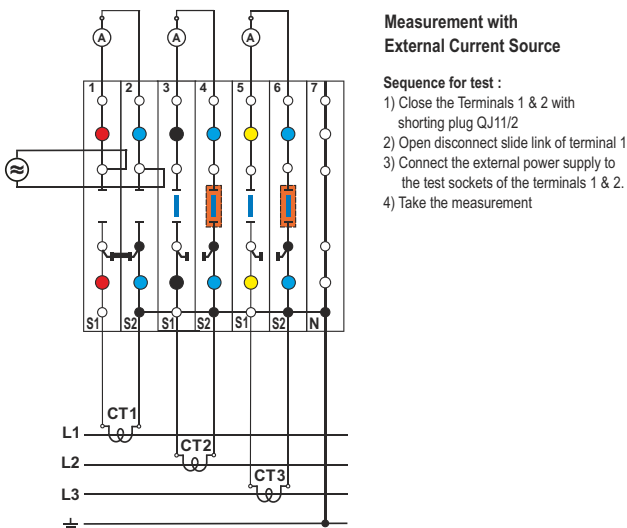 Measurement with
External Current Source
Sequence for test :
1) Close the Terminals 1 & 2 with
shorting plug QJ11/2
2) Open disconnect slide link of terminal 1
3) Connect the external power supply to
the test sockets of the terminals 1 & 2.
4) Take the measurement
A A A
1 2 3 4 5 6 7
S1 S2 S1 S2 S1 S2 N
CT1
L1
CT2
L2
CT3
L3